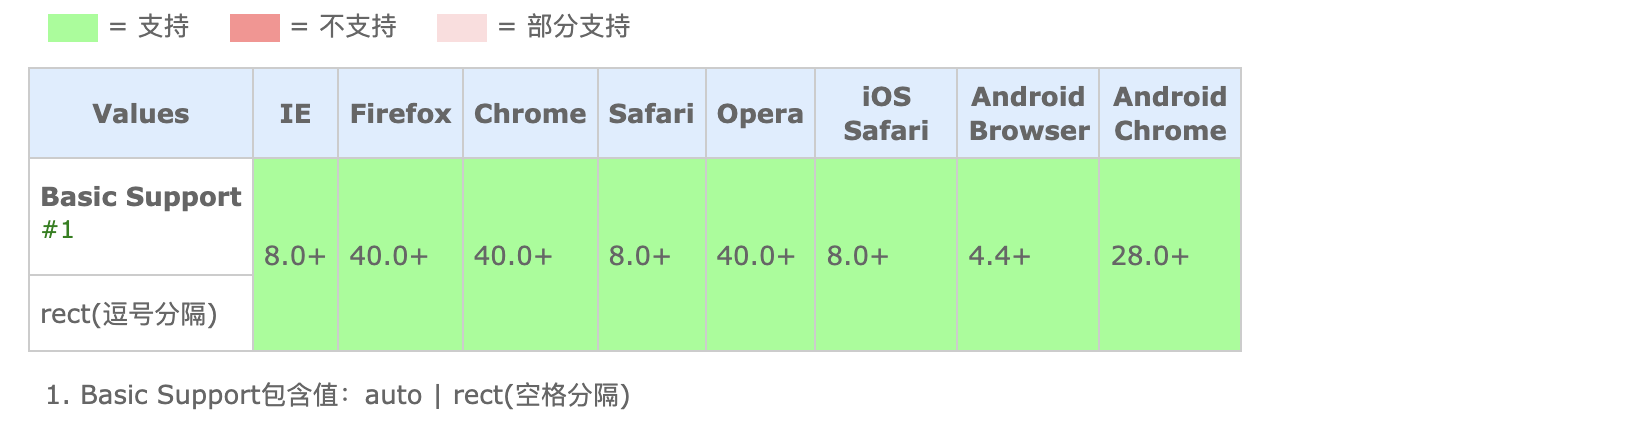 = 支持 = 不支持 = 部分支持
Values IE Firefox Chrome Safari Opera iOS Safari Android Browser Android Chrome
Basic Support
#1
8.0+ 40.0+ 40.0+ 8.0+ 40.0+ 8.0+ 4.4+ 28.0+
rect(逗号分隔)
1. Basic Support包含值：auto | rect(空格分隔)